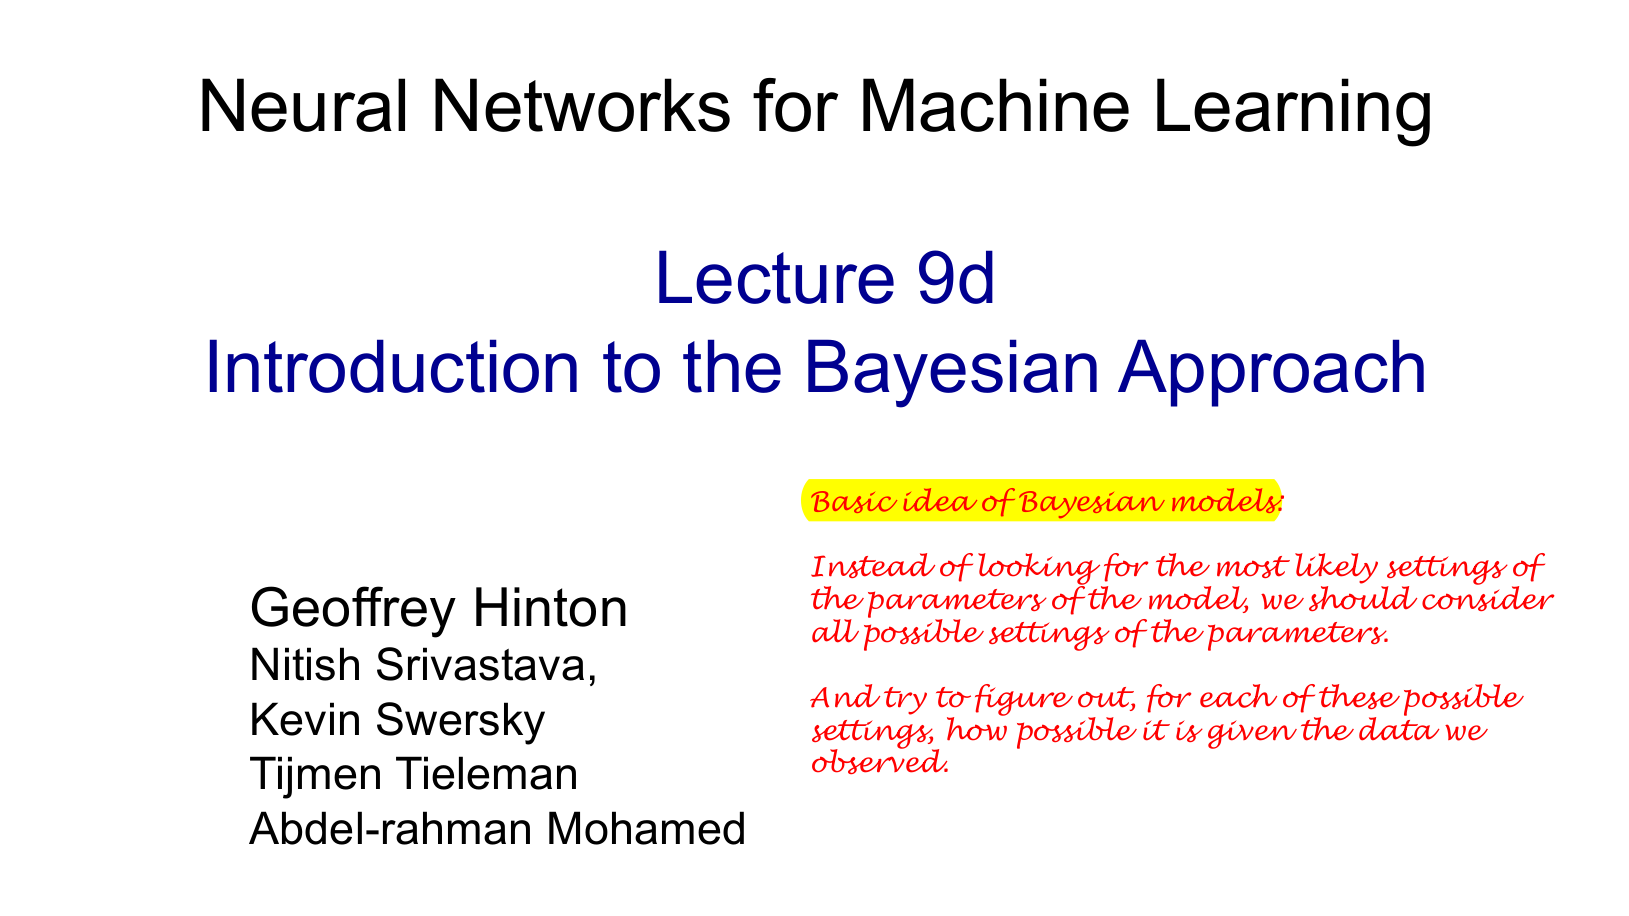 Neural Networks for Machine Learning
Lecture 9d
Introduction to the Bayesian Approach
Geoffrey Hinton
Nitish Srivastava,
Kevin Swersky
Tijmen Tieleman
Abdel-rahman Mohamed
Basic idea of Bayesian models:
Instead of looking for the most likely settings of
the parameters of the model, we should consider
all possible settings of the parameters.
And try to figure out, for each of these possible
settings, how possible it is given the data we
observed.